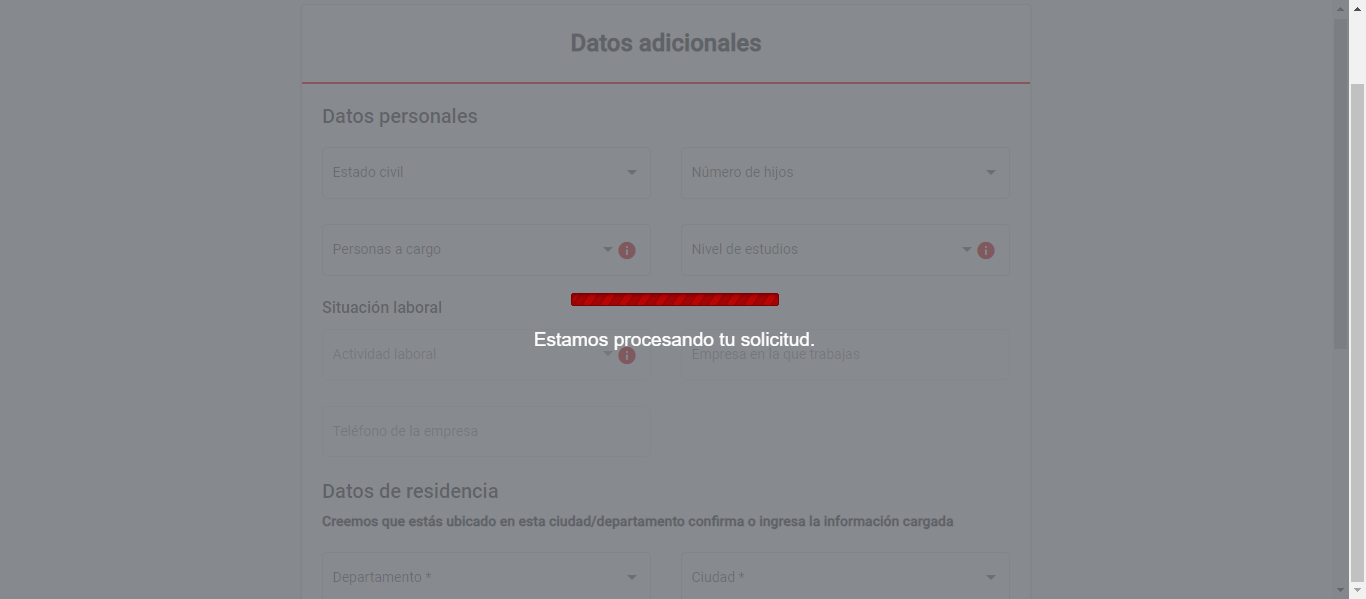 Datos adicionales
Datos personales
Estado civil
Número de hijos
Personas a cargo
Nivel de estudios
Situación laboral
Estamos procesando tu solicitud.
Actividad laboral
Empresa en la que trabajas
Teléfono de la empresa
Datos de residencia
Creemos que estás ubicado en esta ciudad/departamento confirma o ingresa la información cargada
Departamento *
Ciudad *